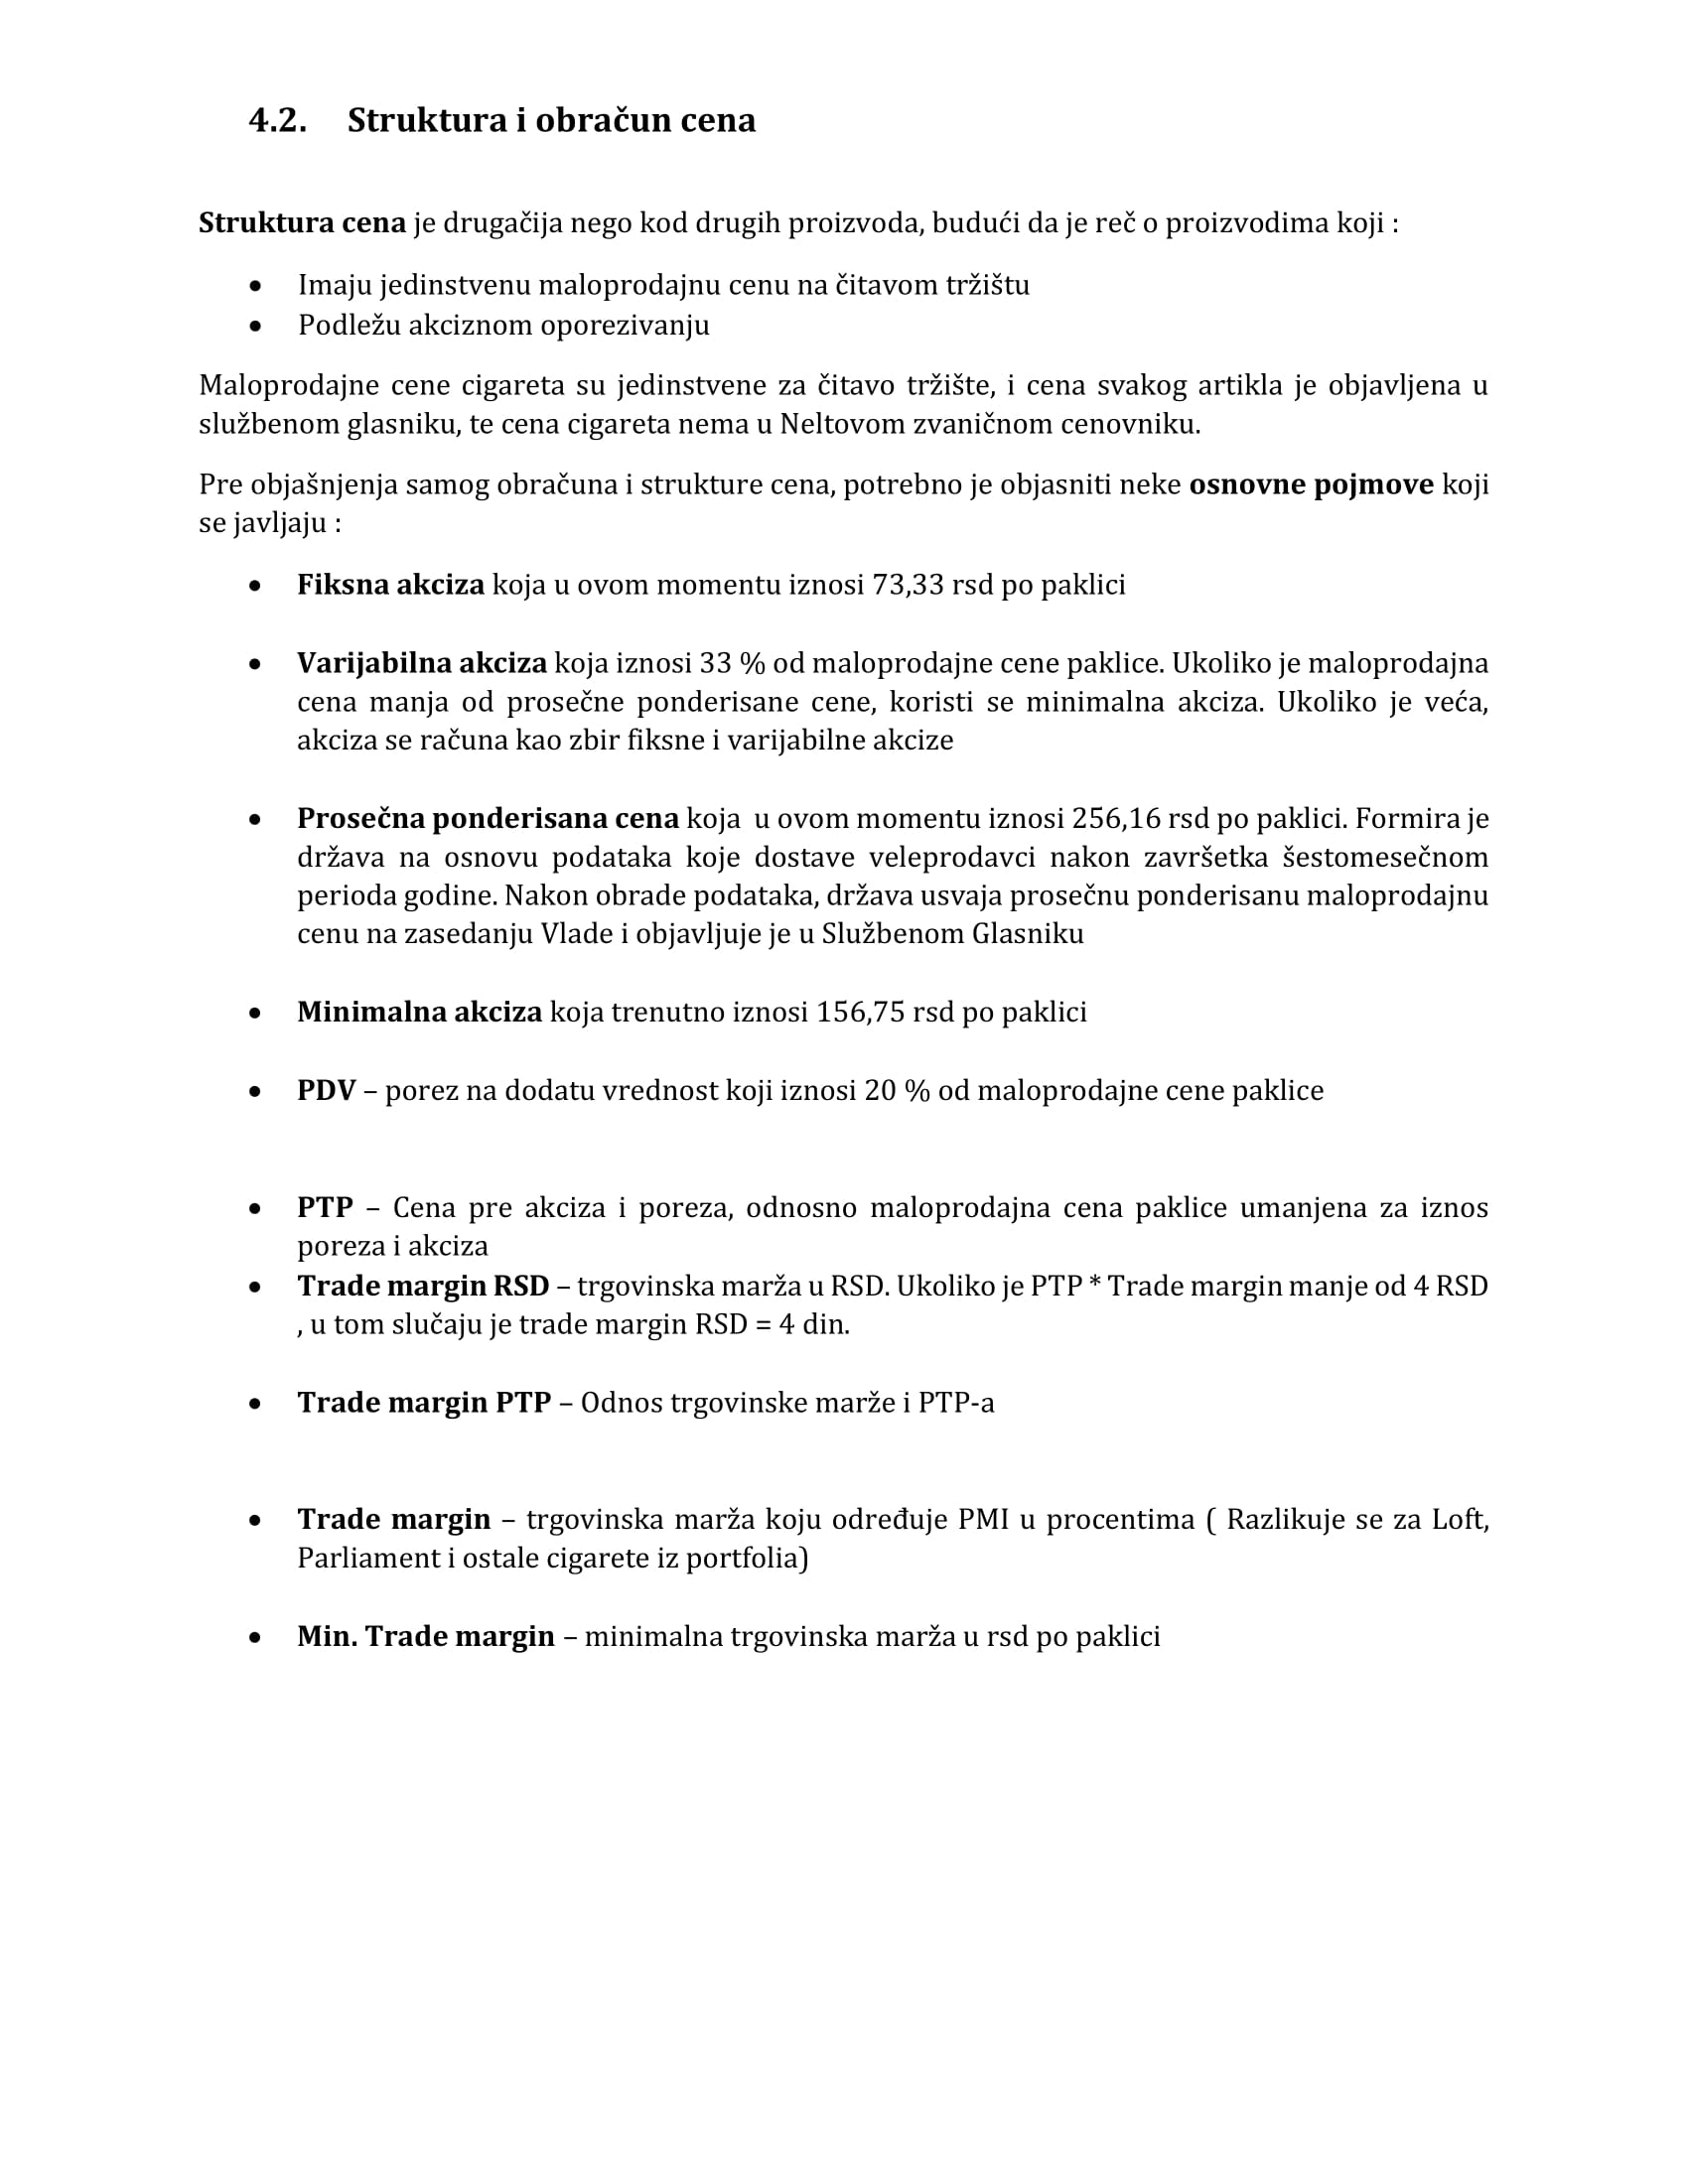 4.2. Struktura i obračun cena
Struktura cena je drugačija nego kod drugih proizvoda, budući da je reč o proizvodima koji :
• Imaju jedinstvenu maloprodajnu cenu na čitavom tržištu
• Podležu akciznom oporezivanju
Maloprodajne cene cigareta su jedinstvene za čitavo tržište, i cena svakog artikla je objavljena u
službenom glasniku, te cena cigareta nema u Neltovom zvaničnom cenovniku.
Pre objašnjenja samog obračuna i strukture cena, potrebno je objasniti neke osnovne pojmove koji
se javljaju :
• Fiksna akciza koja u ovom momentu iznosi 73,33 rsd po paklici
• Varijabilna akciza koja iznosi 33 % od maloprodajne cene paklice. Ukoliko je maloprodajna
cena manja od prosečne ponderisane cene, koristi se minimalna akciza. Ukoliko je veća,
akciza se računa kao zbir fiksne i varijabilne akcize
• Prosečna ponderisana cena koja u ovom momentu iznosi 256,16 rsd po paklici. Formira je
država na osnovu podataka koje dostave veleprodavci nakon završetka šestomesečnom
perioda godine. Nakon obrade podataka, država usvaja prosečnu ponderisanu maloprodajnu
cenu na zasedanju Vlade i objavljuje je u Službenom Glasniku
• Minimalna akciza koja trenutno iznosi 156,75 rsd po paklici
• PDV – porez na dodatu vrednost koji iznosi 20 % od maloprodajne cene paklice
• PTP – Cena pre akciza i poreza, odnosno maloprodajna cena paklice umanjena za iznos
poreza i akciza
• Trade margin RSD – trgovinska marža u RSD. Ukoliko je PTP * Trade margin manje od 4 RSD
, u tom slučaju je trade margin RSD = 4 din.
• Trade margin PTP – Odnos trgovinske marže i PTP-a
• Trade margin – trgovinska marža koju određuje PMI u procentima ( Razlikuje se za Loft,
Parliament i ostale cigarete iz portfolia)
• Min. Trade margin – minimalna trgovinska marža u rsd po paklici